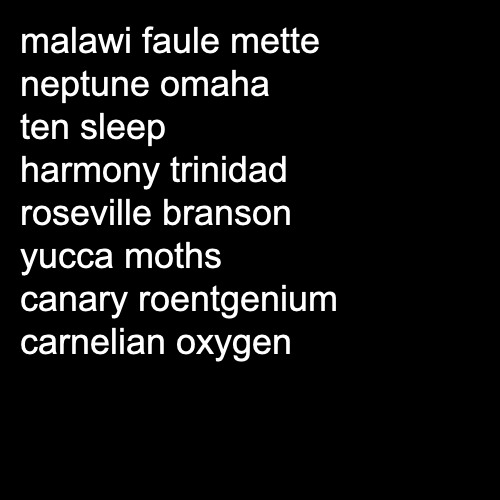 malawi faule mette
neptune omaha
ten sleep
harmony trinidad
roseville branson
yucca moths
canary roentgenium
carnelian oxygen